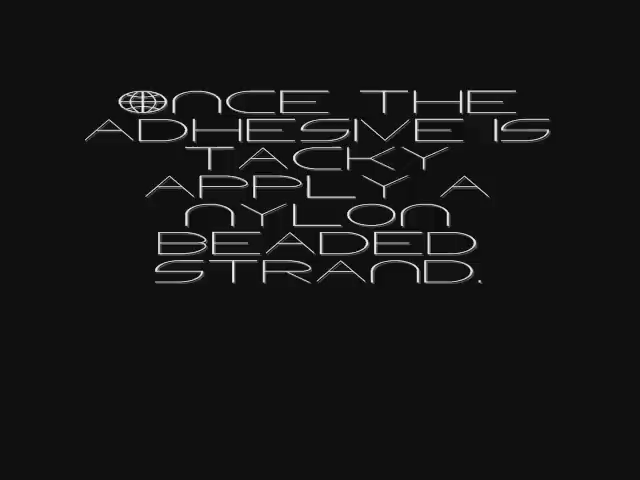 ONCE THE
ADHESIVE IS
TACKY
APPLY A
NYLON
BEADED
STRAND.